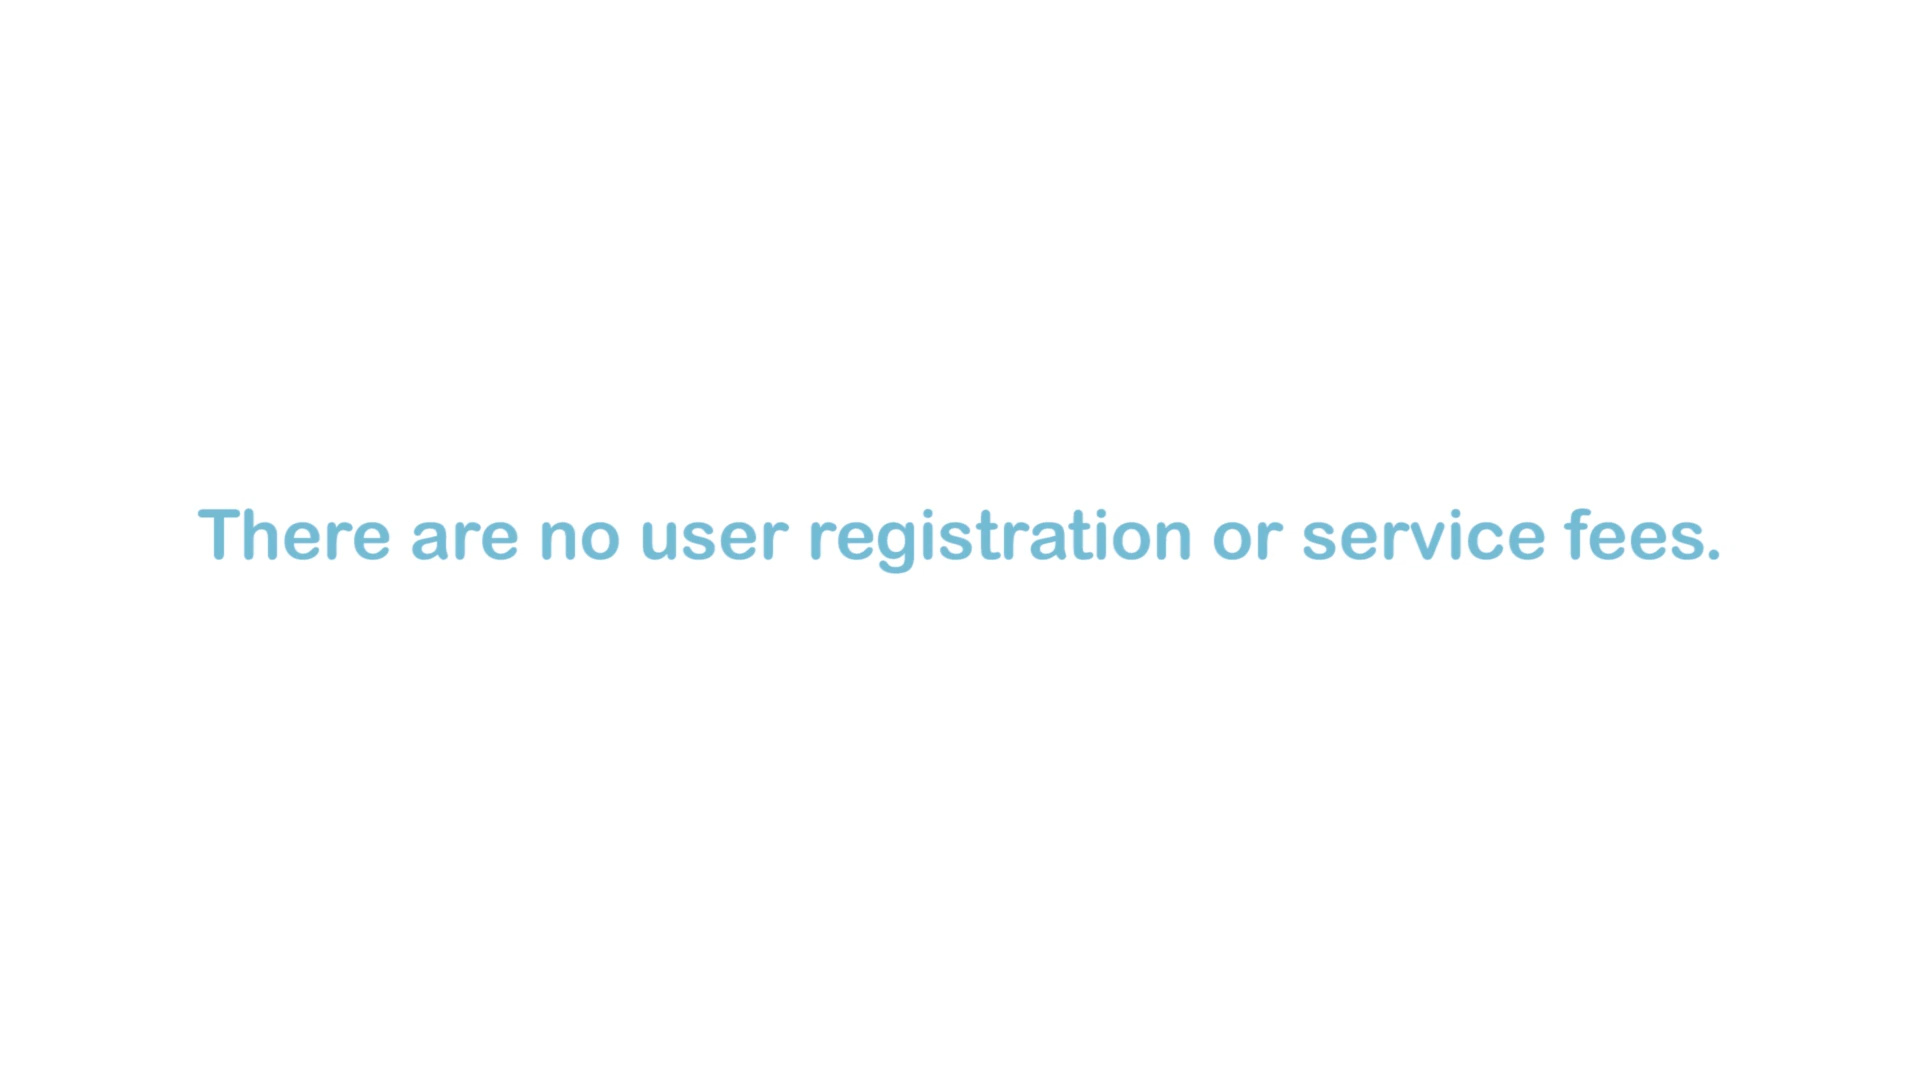 There are no user registration or service fees.